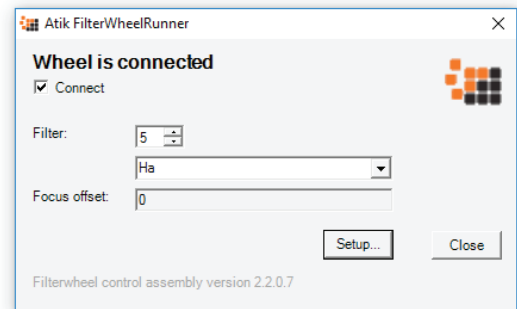 Atik FilterWheelRunner
Wheel is connected
Connect
Filter: 5
Ha
Focus offset: 0
Setup... Close
Filterwheel control assembly version 2.2.0.7